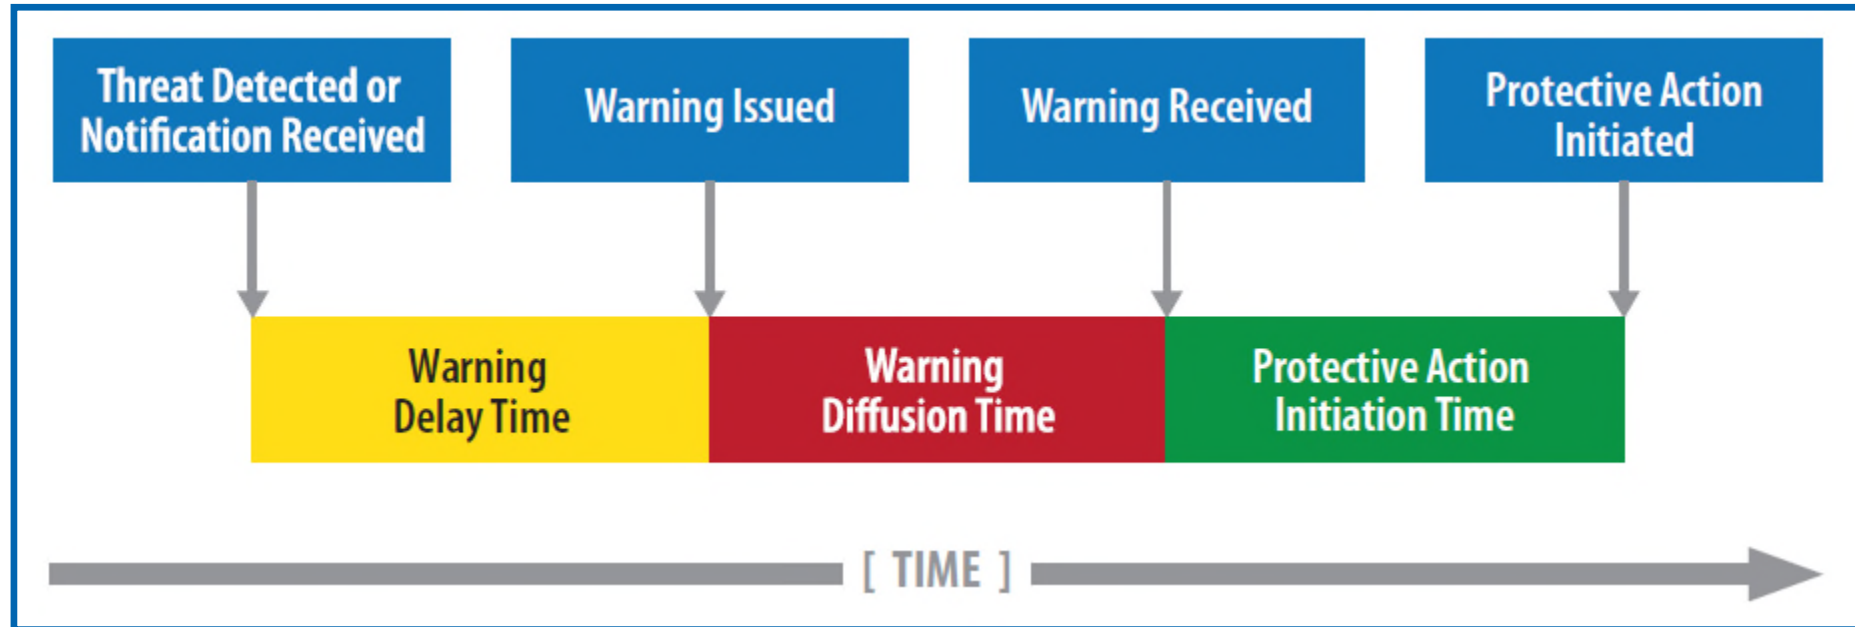 Threat Detected or
Notification Received
Warning Issued
Warning Received
Protective Action
Initiated
Warning
Delay Time
Warning
Diffusion Time
Protective Action
Initiation Time
[ TIME ]